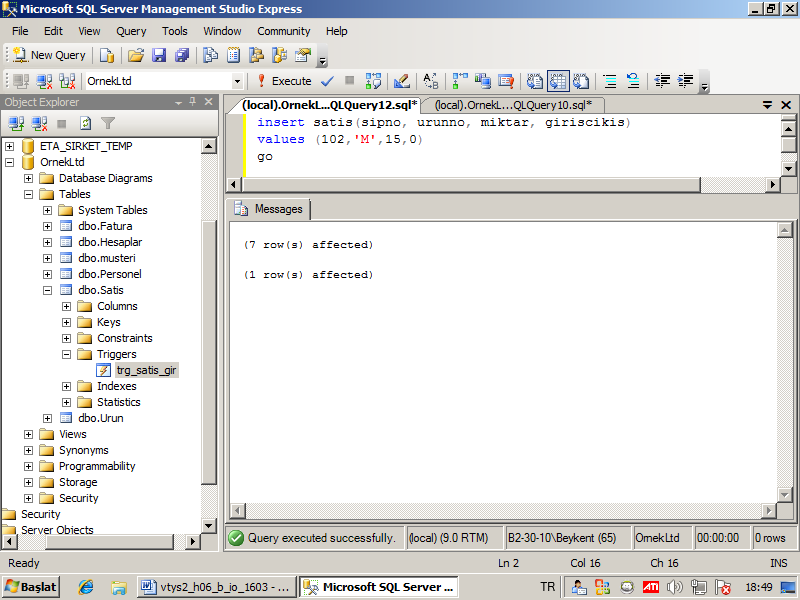 Microsoft SQL Server Management Studio Express
File Edit View Query Tools Window Community Help
New Query
OrnekLtd Execute
Object Explorer
(local).OrnekL...QLQuery12.sql* (local).OrnekL...QLQuery10.sql*
insert satis(sipno, urunno, miktar, giriscikis)
values (102,'M',15,0)
go
ETA_SIRKET_TEMP
OrnekLtd
Database Diagrams
Tables
System Tables
dbo.Fatura
dbo.Hesaplar
dbo.musteri
dbo.Personel
dbo.Satis
Columns
Keys
Constraints
Triggers
trg_satis_gir
Indexes
Statistics
dbo.Urun
Views
Synonyms
Programmability
Storage
Security
Security
Server Objects
Messages
(7 row(s) affected)
(1 row(s) affected)
Query executed successfully. (local) (9.0 RTM) B2-30-10\Beykent (65) OrnekLtd 00:00:00 0 rows
Ready Ln 2 Col 16 Ch 16 INS
Başlat vtys2_h06_b_io_1603 - ... Microsoft SQL Server ... TR ATI 18:49